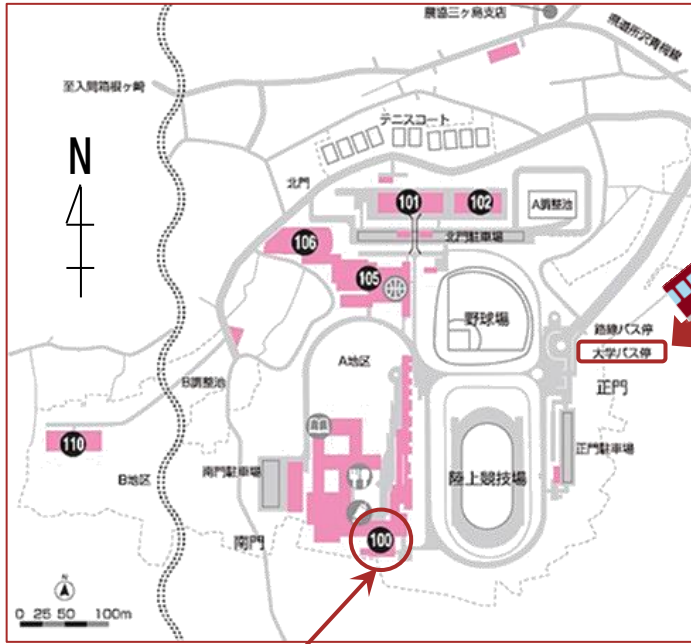 農協三ヶ島支店
県道所沢青梅線
至入間箱根ヶ崎
テニスコート
N
北門
101
102
A調整池
106
北門駐車場
105
野球場
路線バス停
大学バス停
A地区
正門
B調整池
110
南門駐車場
正門駐車場
B地区
陸上競技場
南門
100
N
0 25 50 100m